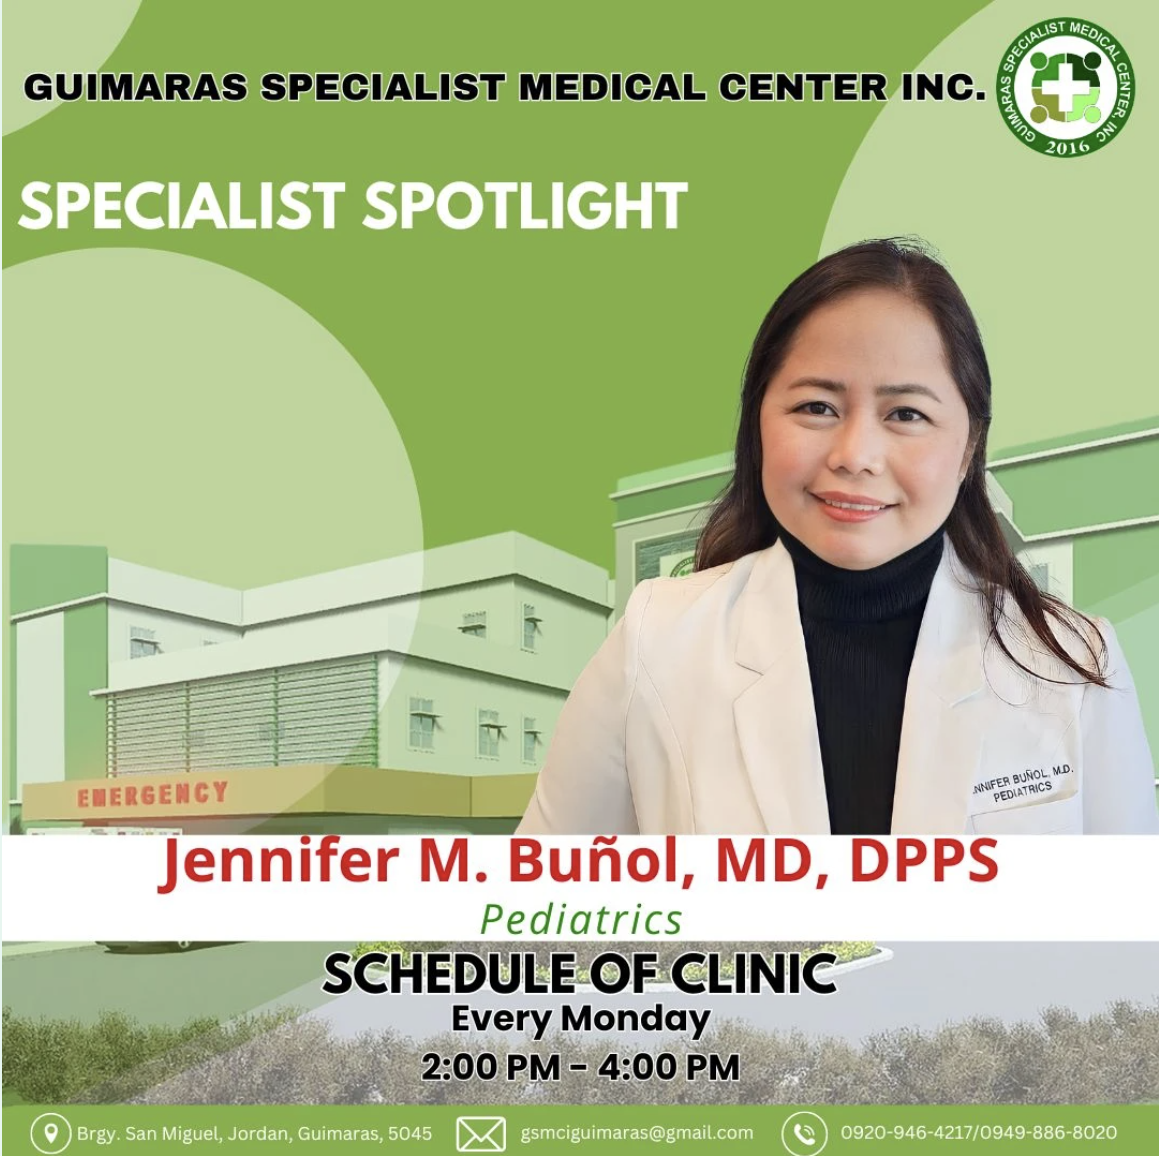 GUIMARAS SPECIALIST MEDICAL CENTER INC.
GUIMARAS SPECIALIST MEDICAL CENTER, INC
2016
SPECIALIST SPOTLIGHT
EMERGENCY
NNIFER BUÑOL, M.D.
PEDIATRICS
Jennifer M. Buñol, MD, DPPS
Pediatrics
SCHEDULE OF CLINIC
Every Monday
2:00 PM – 4:00 PM
Brgy. San Miguel, Jordan, Guimaras, 5045
gsmciguimaras@gmail.com
0920-946-4217/0949-886-8020